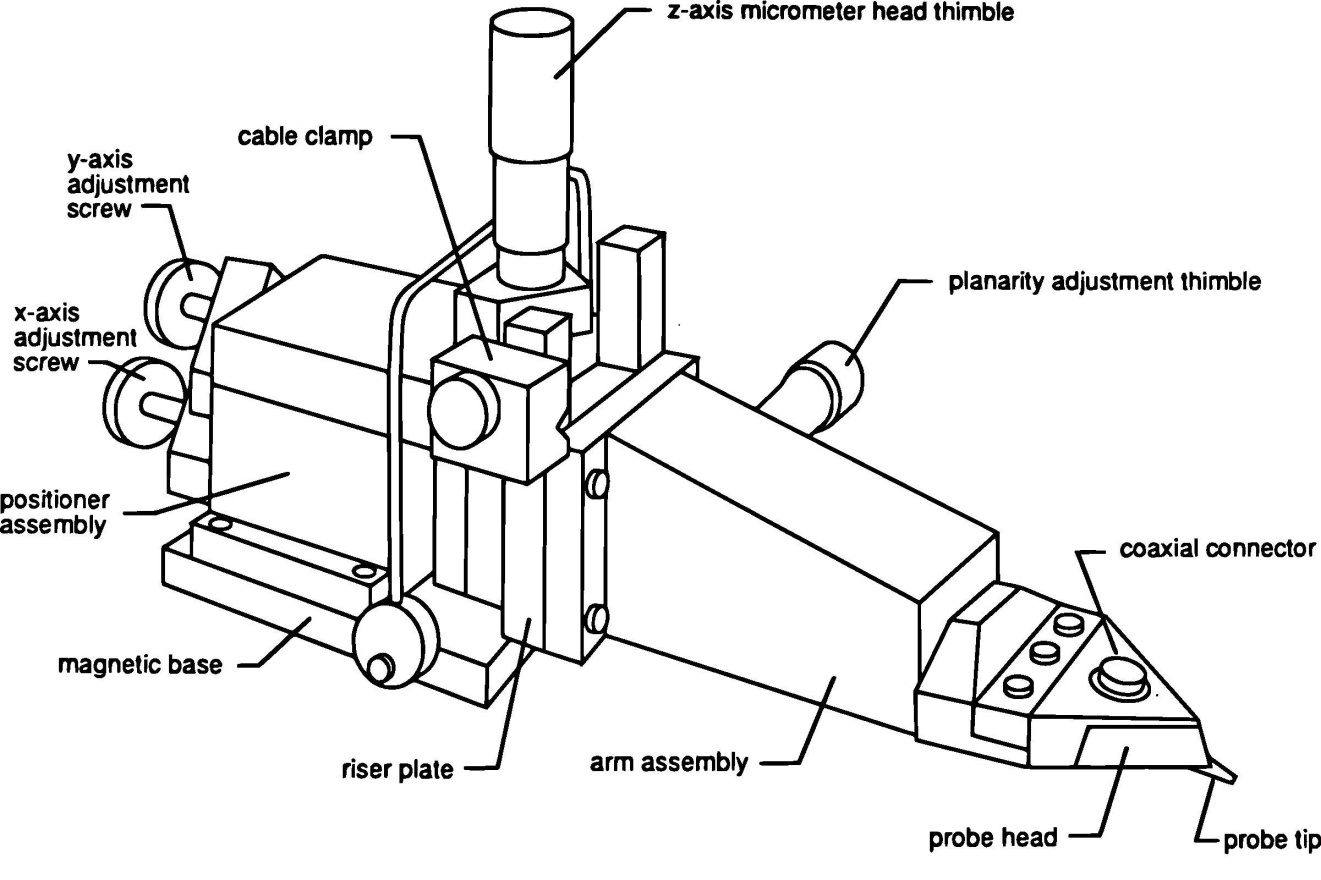 z-axis micrometer head thimble
cable clamp
y-axis
adjustment
screw
planarity adjustment thimble
x-axis
adjustment
screw
positioner
assembly
coaxial connector
magnetic base
riser plate
arm assembly
probe head
probe tip